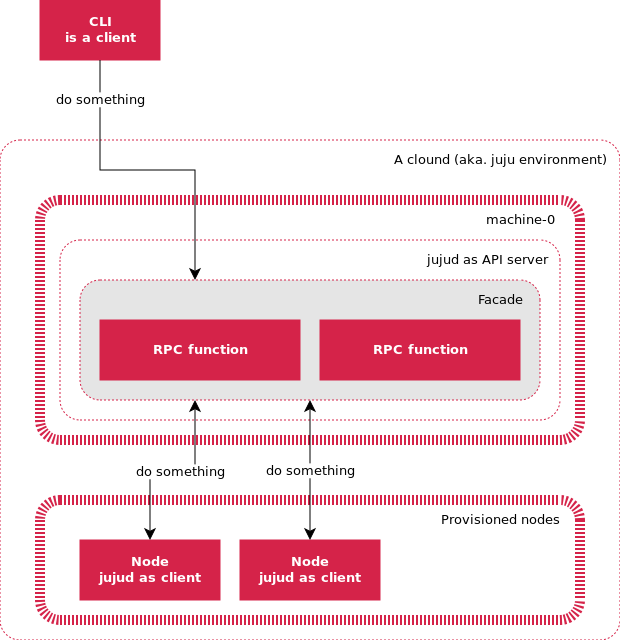 CLI
is a client
do something
A clound (aka. juju environment)
machine-0
jujud as API server
Facade
RPC function
RPC function
do something
do something
Provisioned nodes
Node
jujud as client
Node
jujud as client